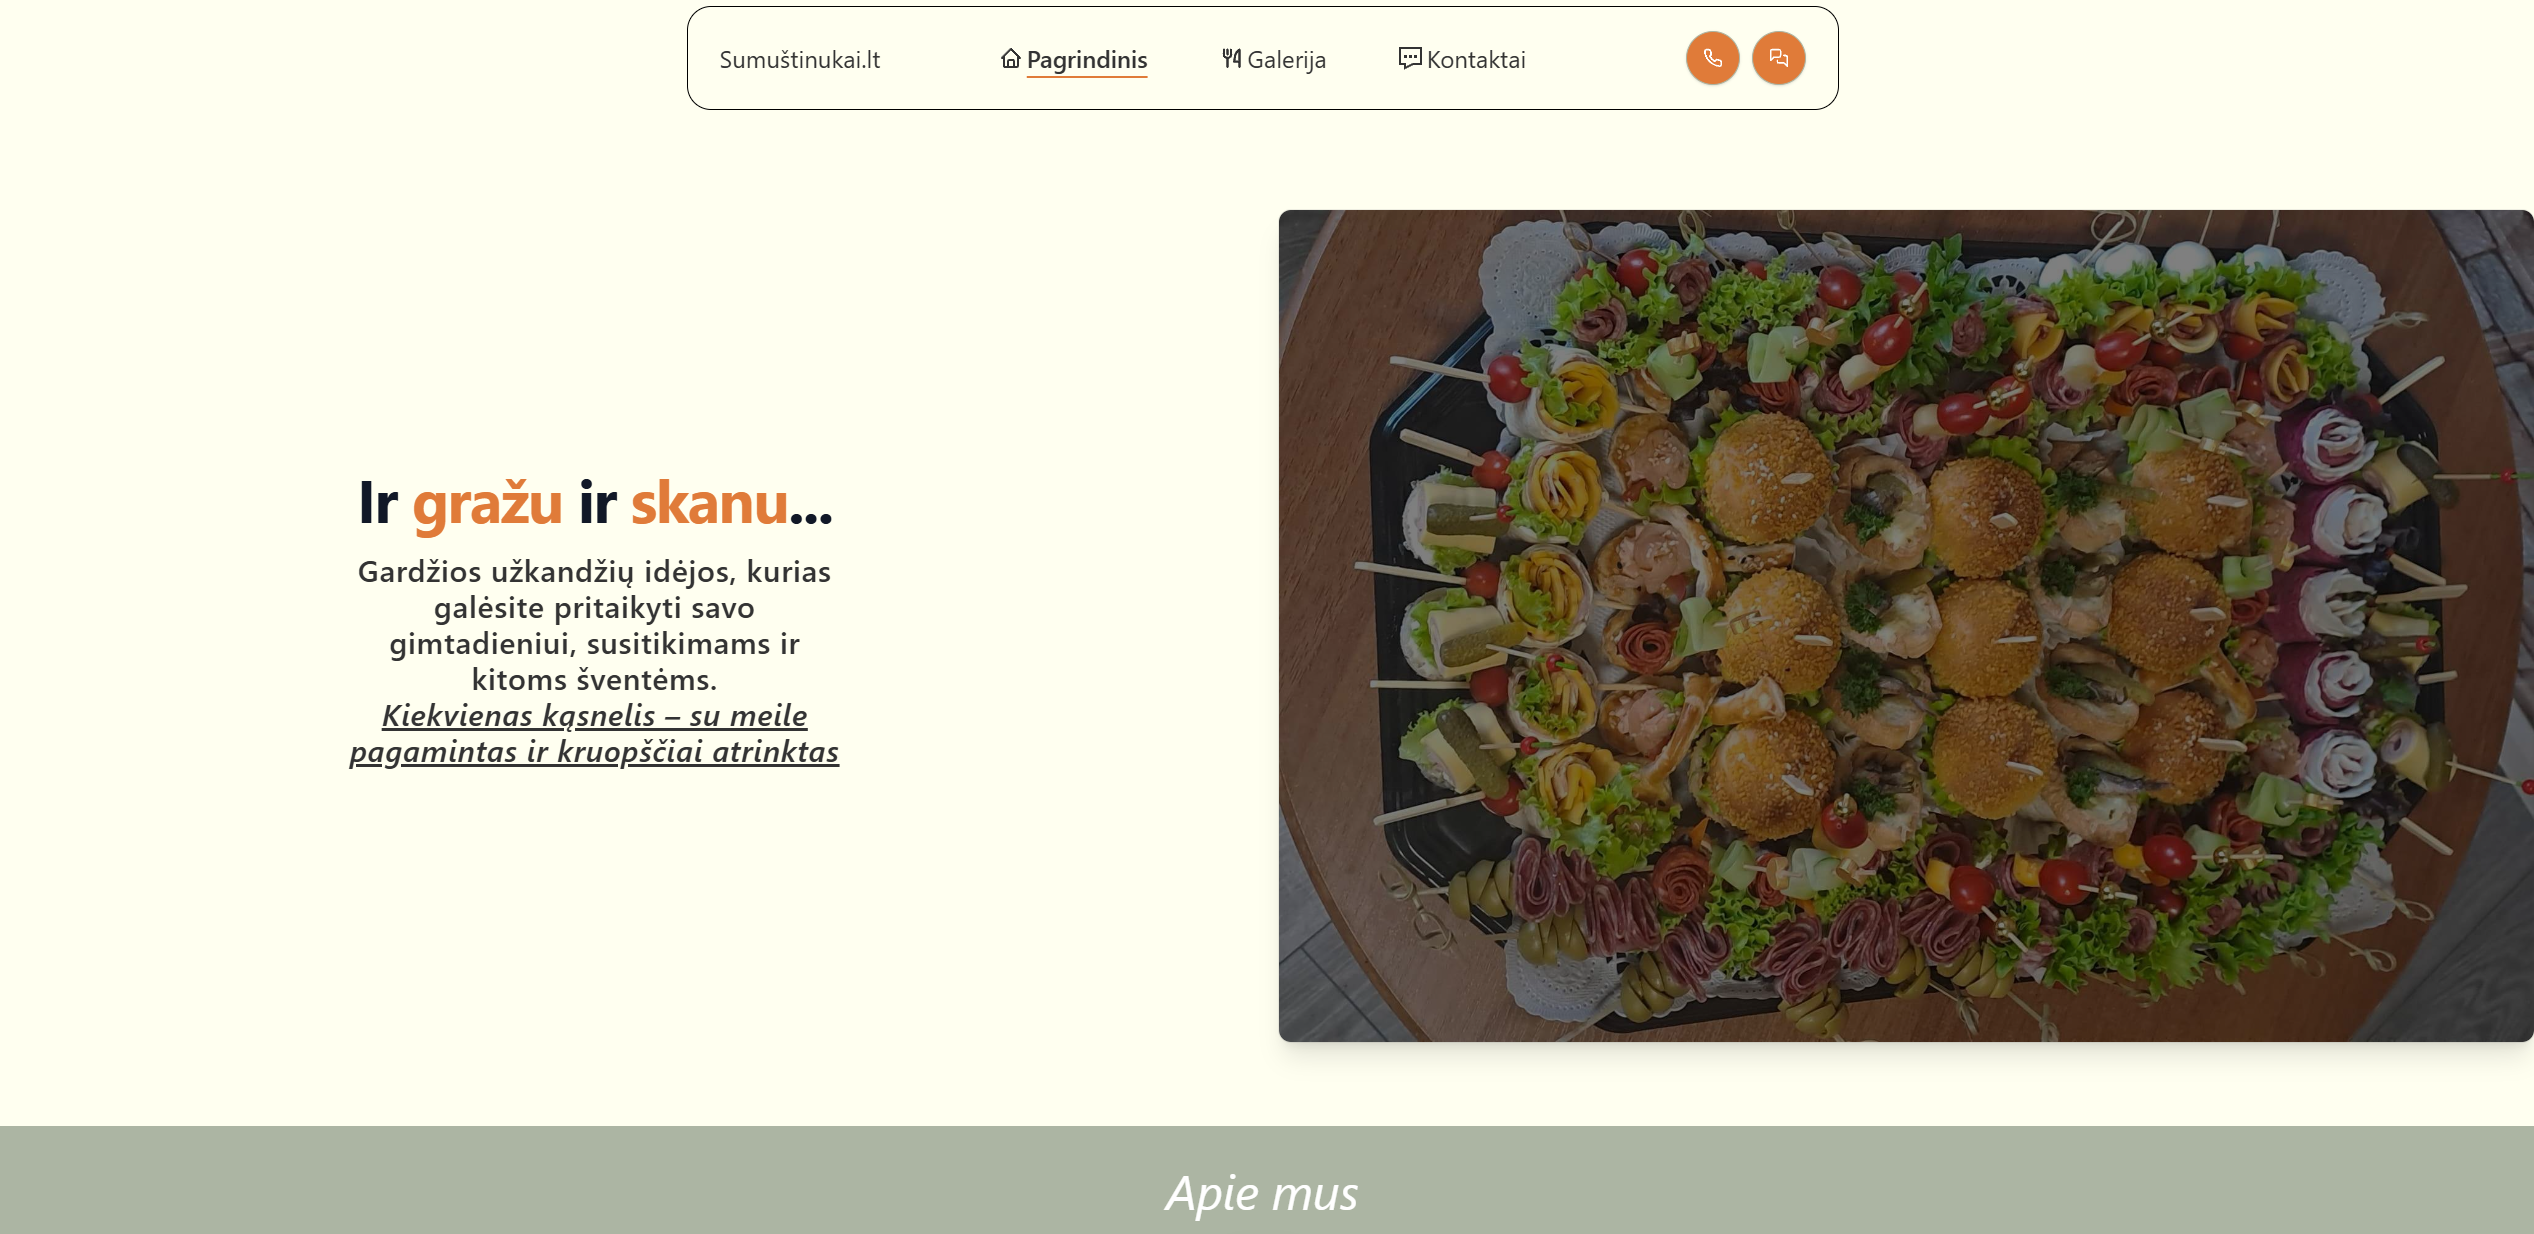 Sumuštinukai.lt
Pagrindinis
Galerija
Kontaktai
Ir gražu ir skanu...
Gardžios užkandžių idėjos, kurias
galėsite pritaikyti savo
gimtadieniui, susitikimams ir
kitoms šventėms.
Kiekvienas kąsnelis – su meile
pagamintas ir kruopščiai atrinktas
Apie mus